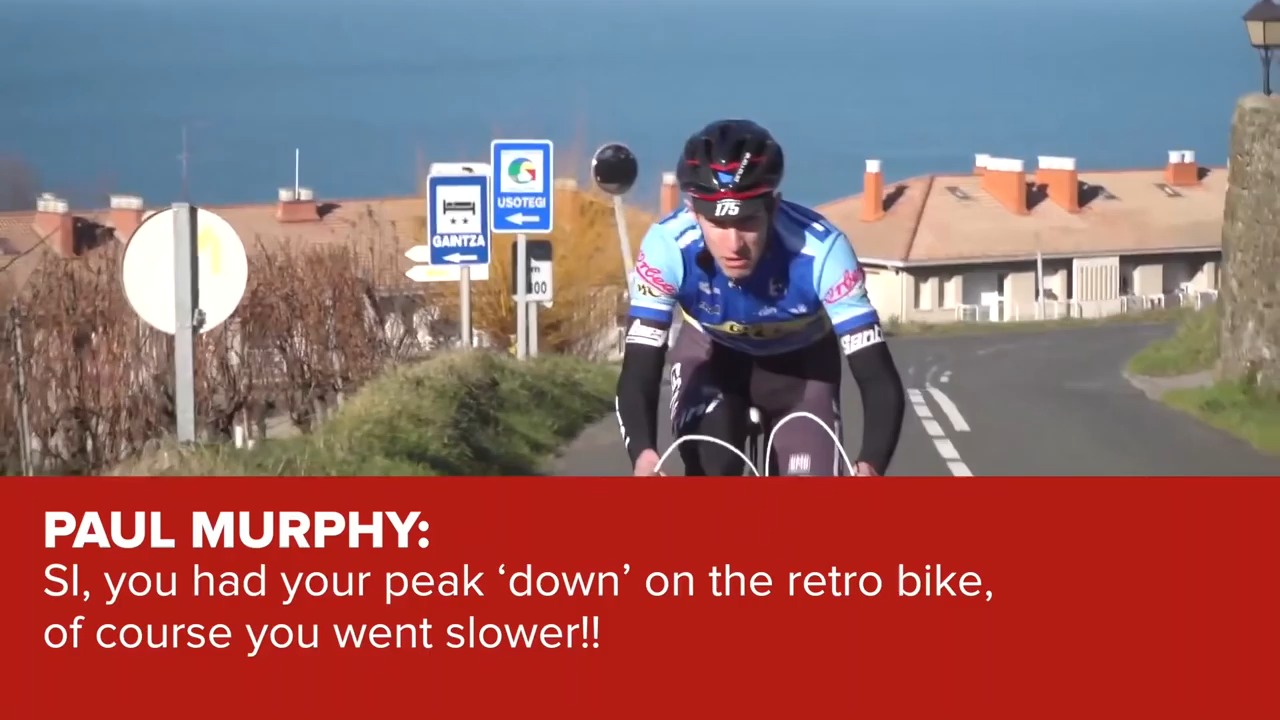 USOTEGI
GAINTZA
175
PAUL MURPHY:
SI, you had your peak ‘down’ on the retro bike,
of course you went slower!!